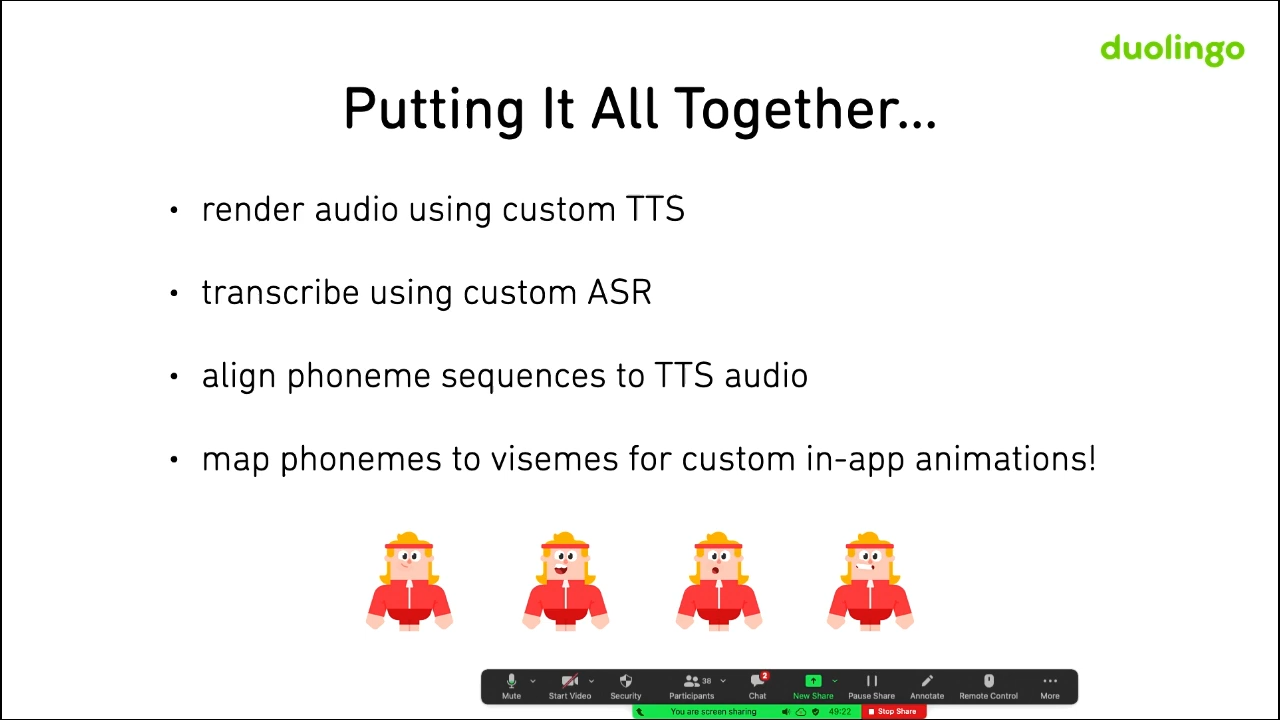 duolingo
Putting It All Together...
• render audio using custom TTS
• transcribe using custom ASR
• align phoneme sequences to TTS audio
• map phonemes to visemes for custom in-app animations!
38
2
Mute Start Video Security Participants Chat New Share Pause Share Annotate Remote Control More
You are screen sharing 49:22 Stop Share